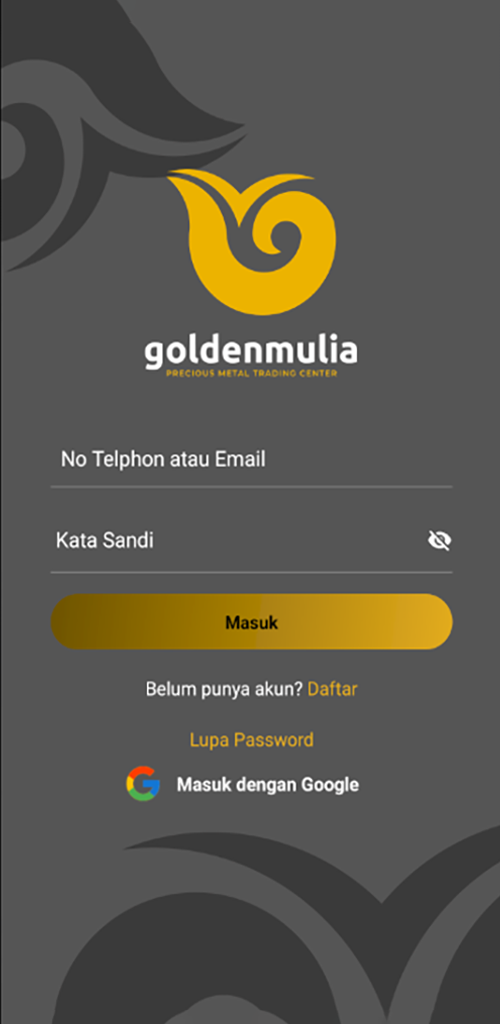 goldenmulia
PRECIOUS METAL TRADING CENTER
No Telphon atau Email
Kata Sandi
Masuk
Belum punya akun? Daftar
Lupa Password
Masuk dengan Google